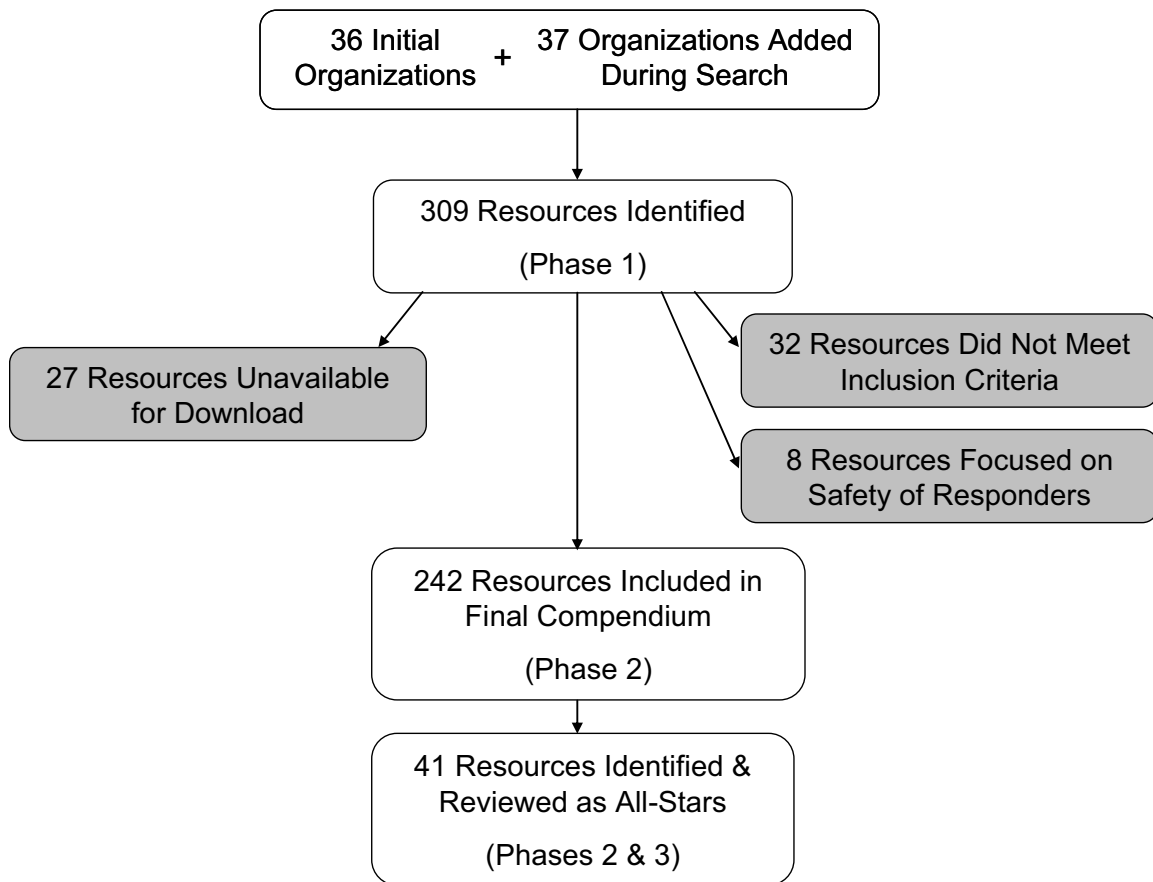 36 Initial
Organizations
+
37 Organizations Added
During Search
309 Resources Identified
(Phase 1)
27 Resources Unavailable
for Download
32 Resources Did Not Meet
Inclusion Criteria
8 Resources Focused on
Safety of Responders
242 Resources Included in
Final Compendium
(Phase 2)
41 Resources Identified &
Reviewed as All-Stars
(Phases 2 & 3)